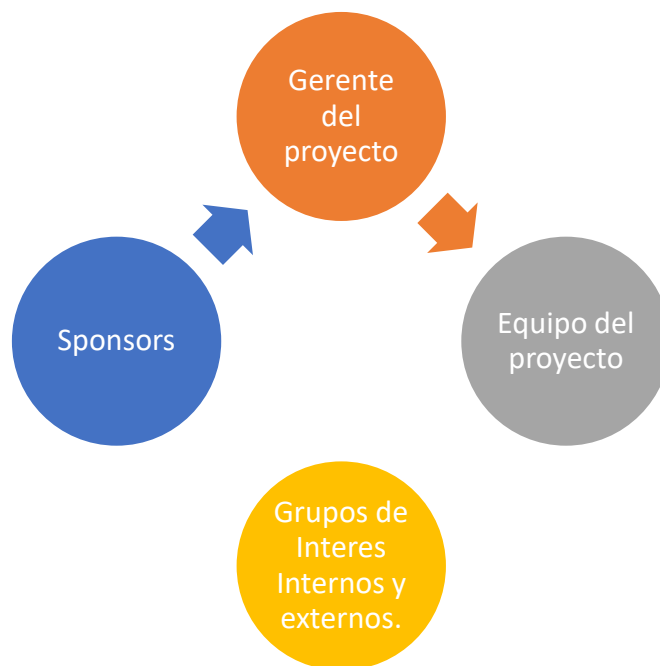 Gerente
del
proyecto
Sponsors
Equipo del
proyecto
Grupos de
Interes
Internos y
externos.